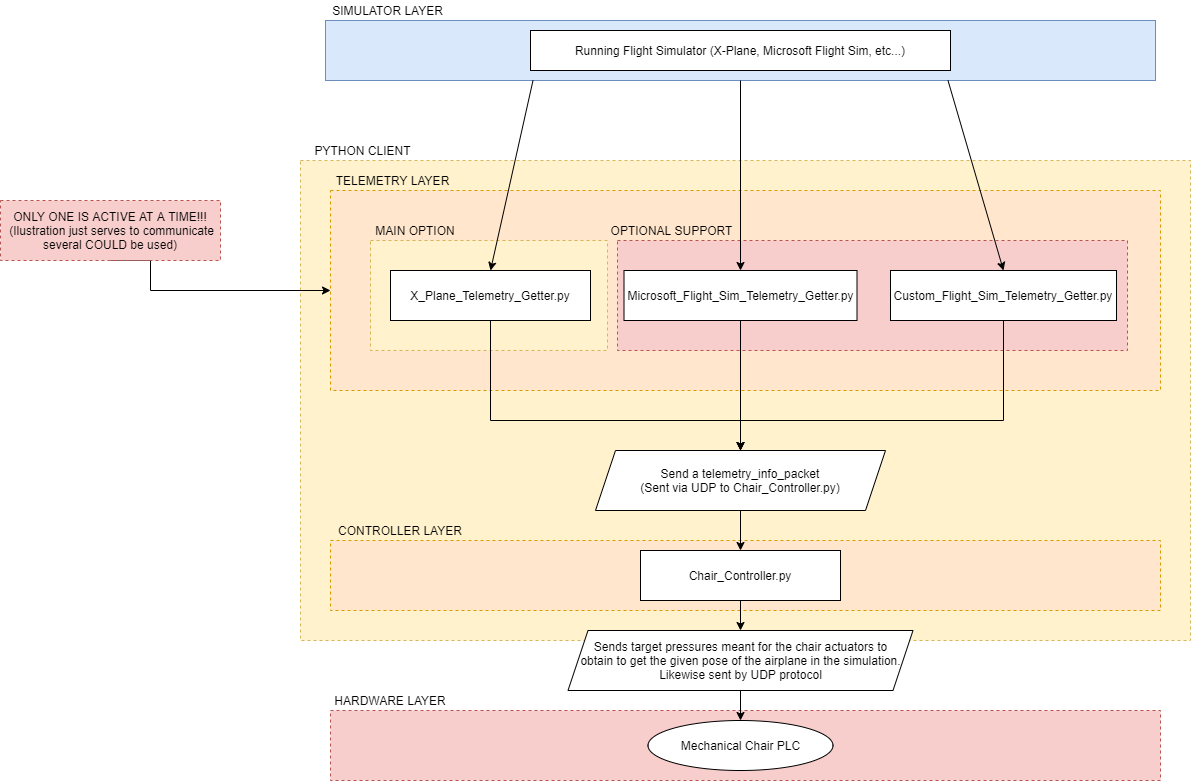 SIMULATOR LAYER
Running Flight Simulator (X-Plane, Microsoft Flight Sim, etc...)
PYTHON CLIENT
TELEMETRY LAYER
ONLY ONE IS ACTIVE AT A TIME!!!
(Ilustration just serves to communicate
several COULD be used)
MAIN OPTION
OPTIONAL SUPPORT
X_Plane_Telemetry_Getter.py
Microsoft_Flight_Sim_Telemetry_Getter.py
Custom_Flight_Sim_Telemetry_Getter.py
Send a telemetry_info_packet
(Sent via UDP to Chair_Controller.py)
CONTROLLER LAYER
Chair_Controller.py
Sends target pressures meant for the chair actuators to
obtain to get the given pose of the airplane in the simulation.
Likewise sent by UDP protocol
HARDWARE LAYER
Mechanical Chair PLC